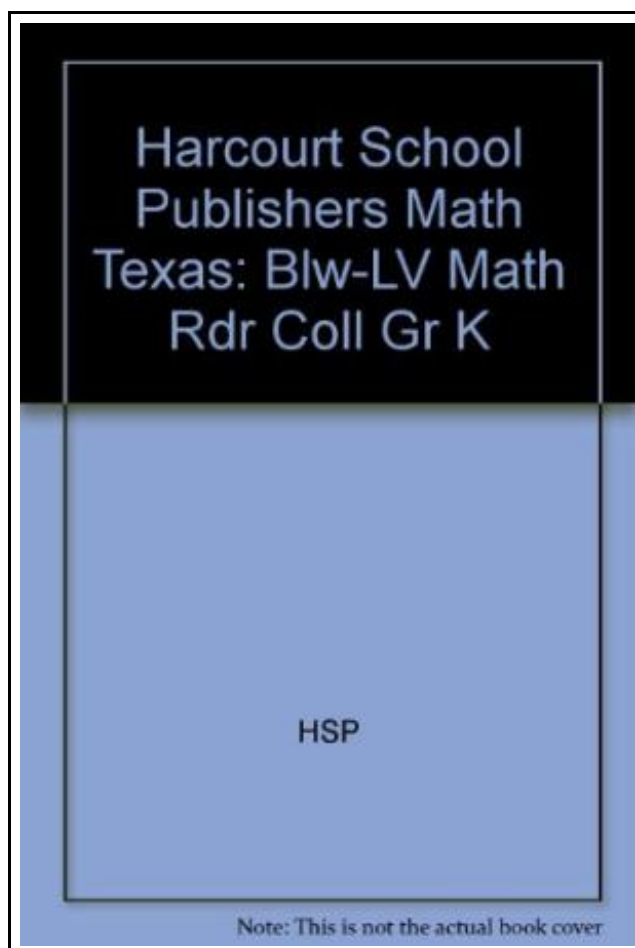 Harcourt School
Publishers Math
Texas: Blw-LV Math
Rdr Coll Gr K
HSP
Note: This is not the actual book cover